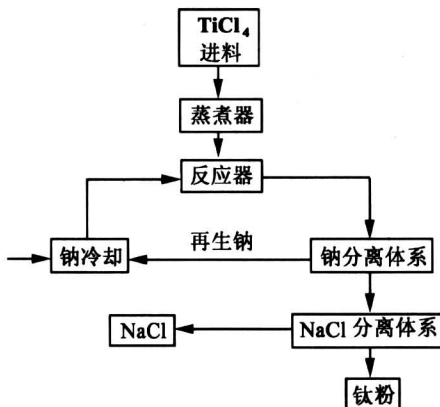 TiCl₄
进料
蒸煮器
反应器
再生钠
钠冷却
钠分离体系
NaCl
NaCl 分离体系
钛粉